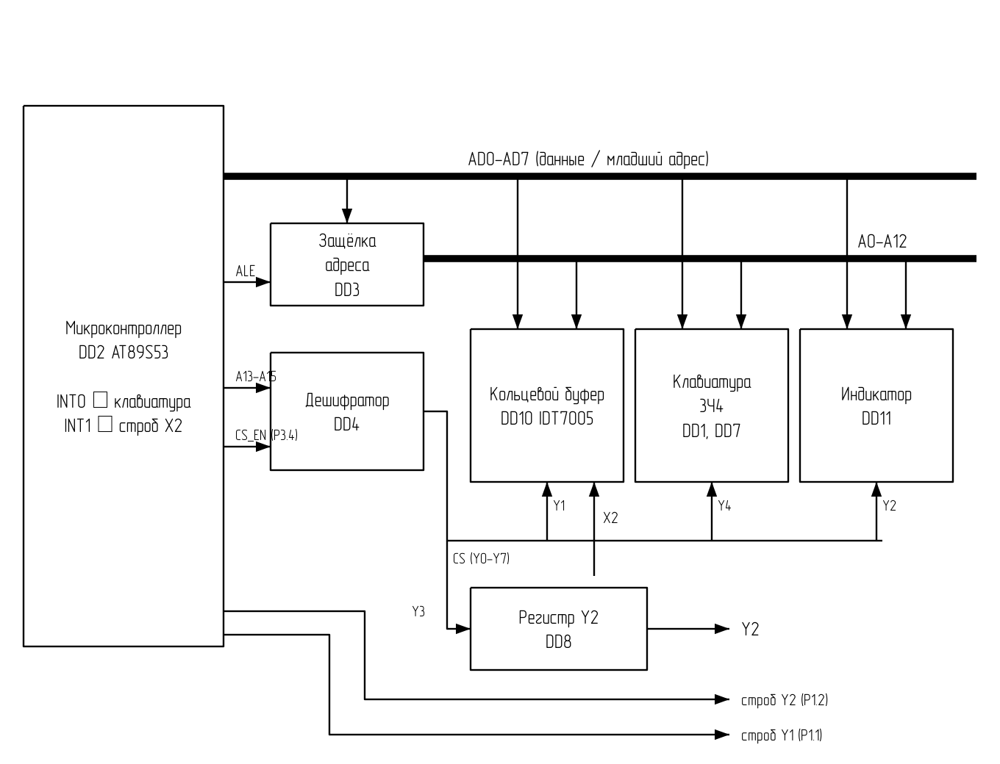 AD0–AD7 (данные / младший адрес)
A0–A12
Защёлка
адреса
DD3
ALE
Микроконтроллер
DD2 AT89S53
INT0 □ клавиатура
INT1 □ строб X2
A13–A15
CS_EN (P3.4)
Дешифратор
DD4
Кольцевой буфер
DD10 IDT7005
Клавиатура
3Ч4
DD1, DD7
Индикатор
DD11
Y1
X2
Y4
Y2
CS (Y0–Y7)
Y3
Регистр Y2
DD8
Y2
строб Y2 (P1.2)
строб Y1 (P1.1)